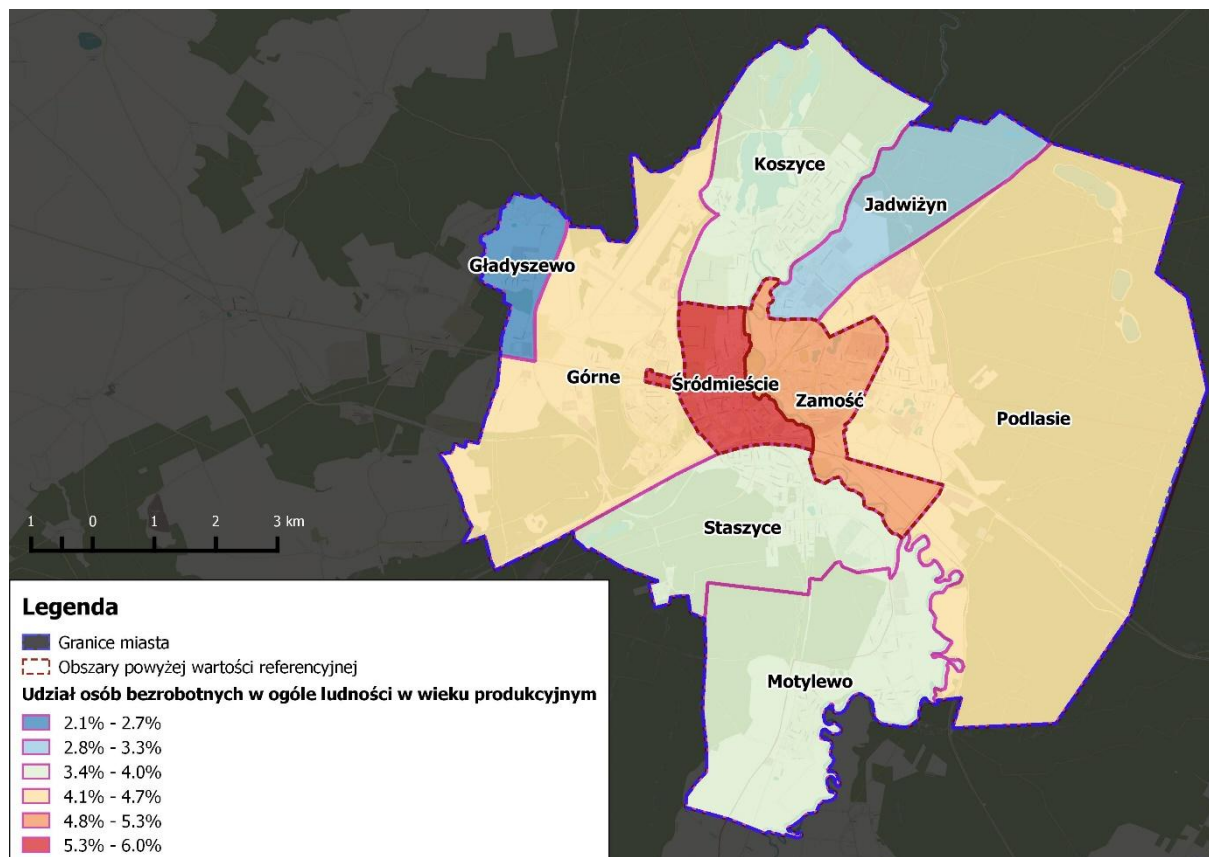 Koszyce
Jadwiżyn
Gładyszewo
Górne
Śródmieście
Zamość
Podlasie
Staszyce
Motylewo
1 0 1 2 3 km
Legenda
Granice miasta
Obszary powyżej wartości referencyjnej
Udział osób bezrobotnych w ogóle ludności w wieku produkcyjnym
2.1% - 2.7%
2.8% - 3.3%
3.4% - 4.0%
4.1% - 4.7%
4.8% - 5.3%
5.3% - 6.0%